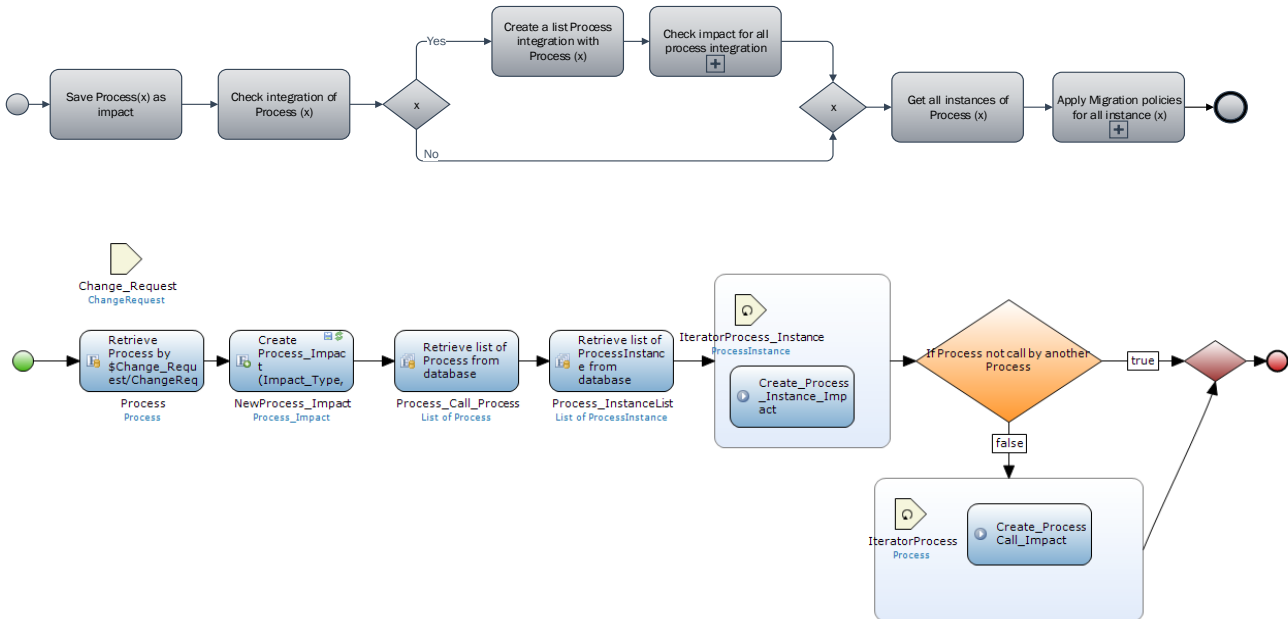 Save Process(x) as
impact
Check integration of
Process (x)
x
Yes
Create a list Process
integration with
Process (x)
Check impact for all
process integration
No
x
Get all instances of
Process (x)
Apply Migration policies
for all instance (x)
Change_Request
ChangeRequest
Retrieve
Process by
$Change_Requ
est/ChangeReq
Process
Process
Create
Process_Impac
t
(Impact_Type,
NewProcess_Impact
Process_Impact
Retrieve list of
Process from
database
Process_Call_Process
List of Process
Retrieve list of
ProcessInstanc
e from
database
Process_InstanceList
List of ProcessInstance
IteratorProcess_Instance
ProcessInstance
Create_Process
_Instance_Imp
act
If Process not call by another
Process
true
false
IteratorProcess
Process
Create_Process
Call_Impact